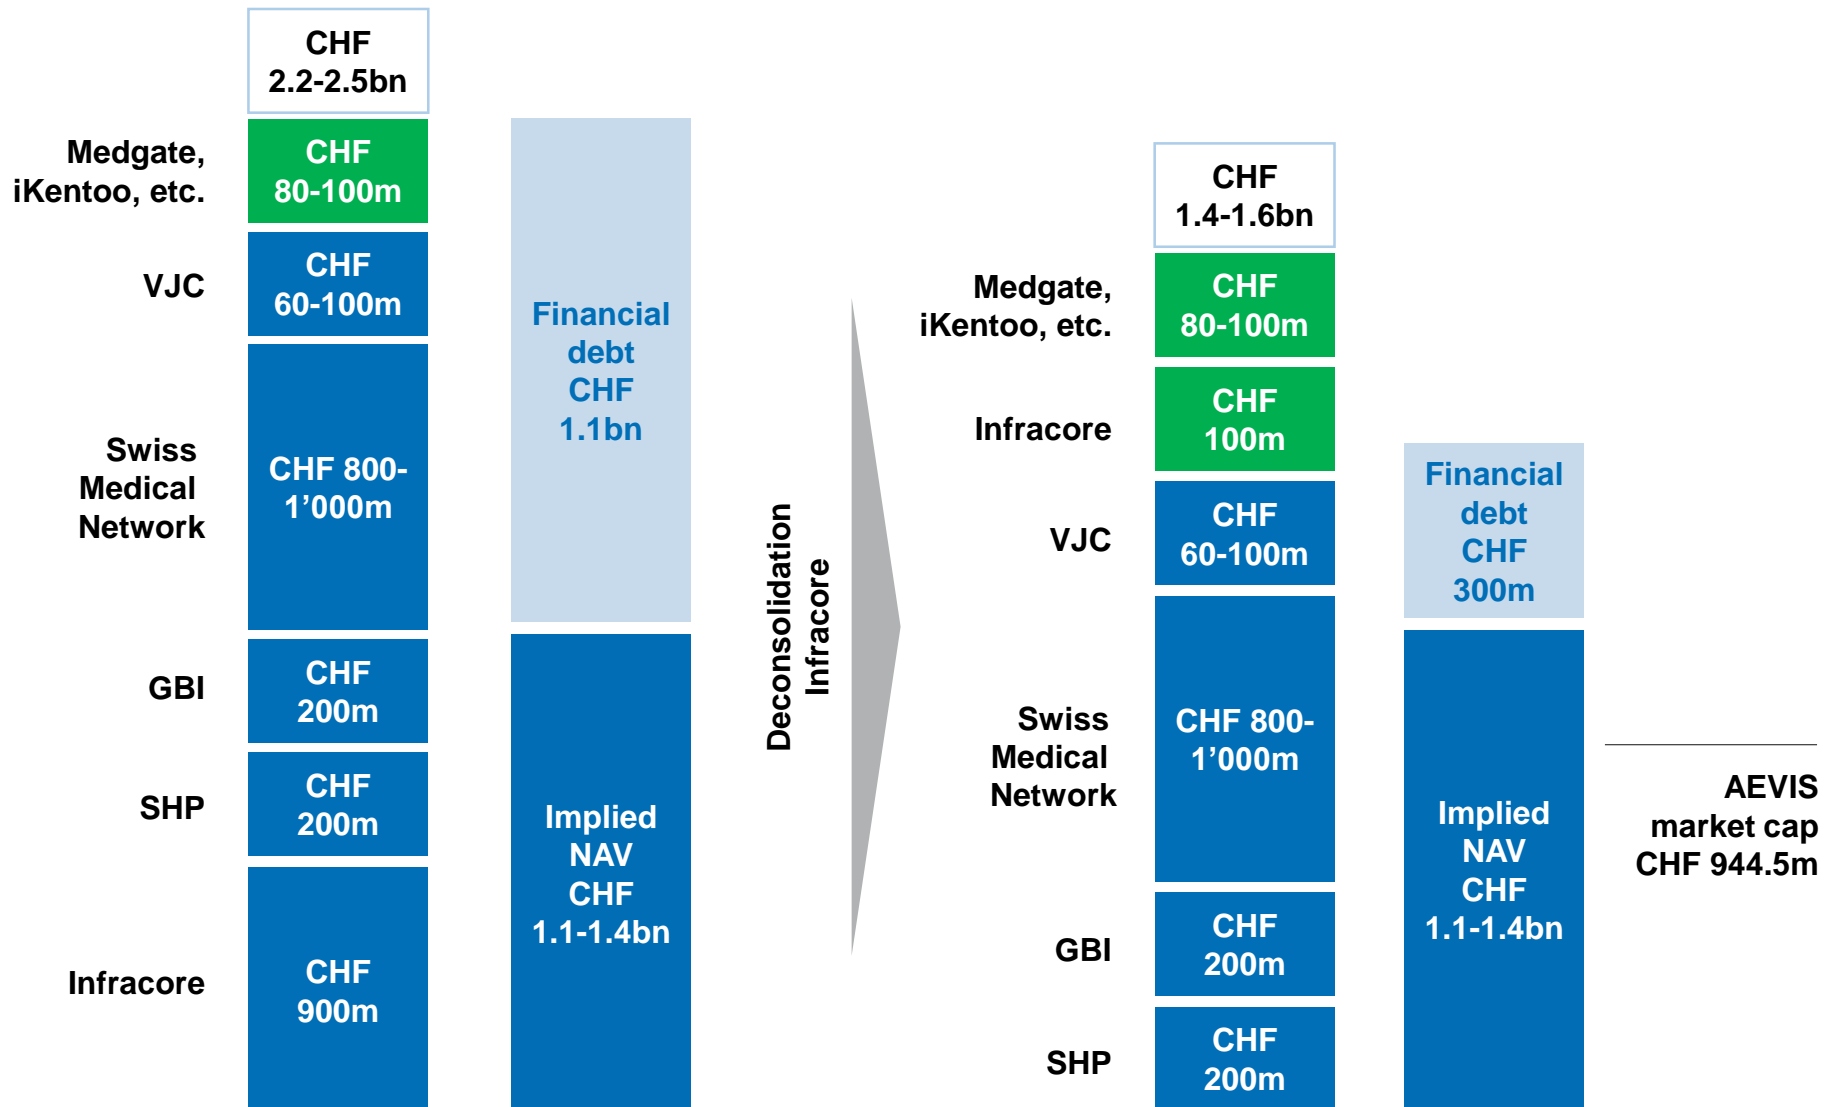 CHF
2.2-2.5bn
Medgate,
iKentoo, etc.
CHF
80-100m
VJC
CHF
60-100m
Swiss
Medical
Network
CHF 800-
1’000m
GBI
CHF
200m
SHP
CHF
200m
Infracore
CHF
900m
Financial
debt
CHF
1.1bn
Implied
NAV
CHF
1.1-1.4bn
Deconsolidation
Infracore
CHF
1.4-1.6bn
Medgate,
iKentoo, etc.
CHF
80-100m
Infracore
CHF
100m
VJC
CHF
60-100m
Swiss
Medical
Network
CHF 800-
1’000m
GBI
CHF
200m
SHP
CHF
200m
Financial
debt
CHF
300m
Implied
NAV
CHF
1.1-1.4bn
AEVIS
market cap
CHF 944.5m